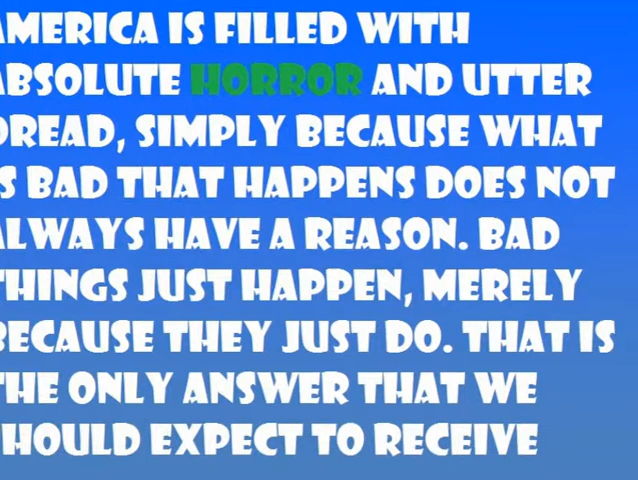 AMERICA IS FILLED WITH
ABSOLUTE HORROR AND UTTER
DREAD, SIMPLY BECAUSE WHAT
IS BAD THAT HAPPENS DOES NOT
ALWAYS HAVE A REASON. BAD
THINGS JUST HAPPEN, MERELY
BECAUSE THEY JUST DO. THAT IS
THE ONLY ANSWER THAT WE
SHOULD EXPECT TO RECEIVE